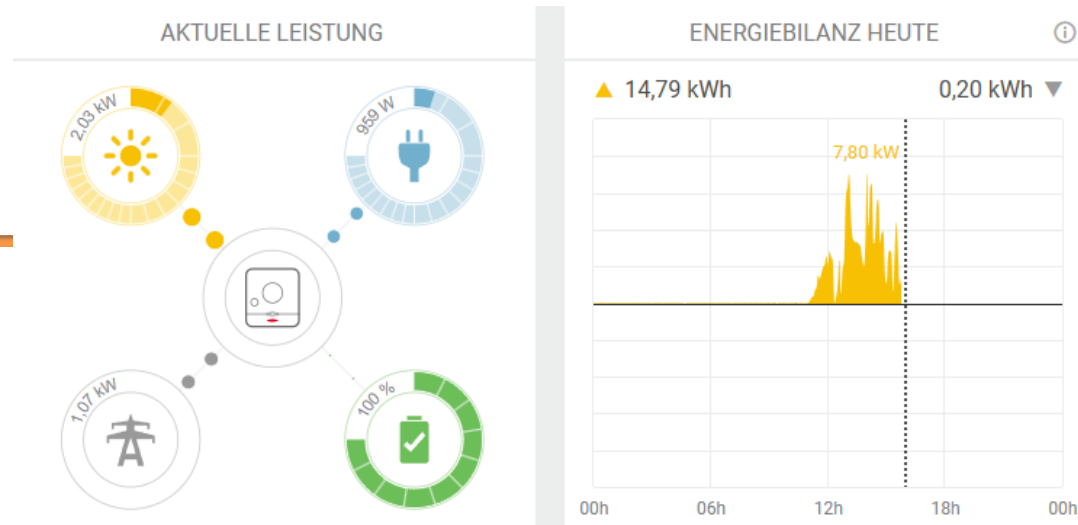 AKTUELLE LEISTUNG
2,03 kW
959 W
1,07 kW
100 %
ENERGIEBILANZ HEUTE
14,79 kWh
0,20 kWh
7,80 kW
00h 06h 12h 18h 00h